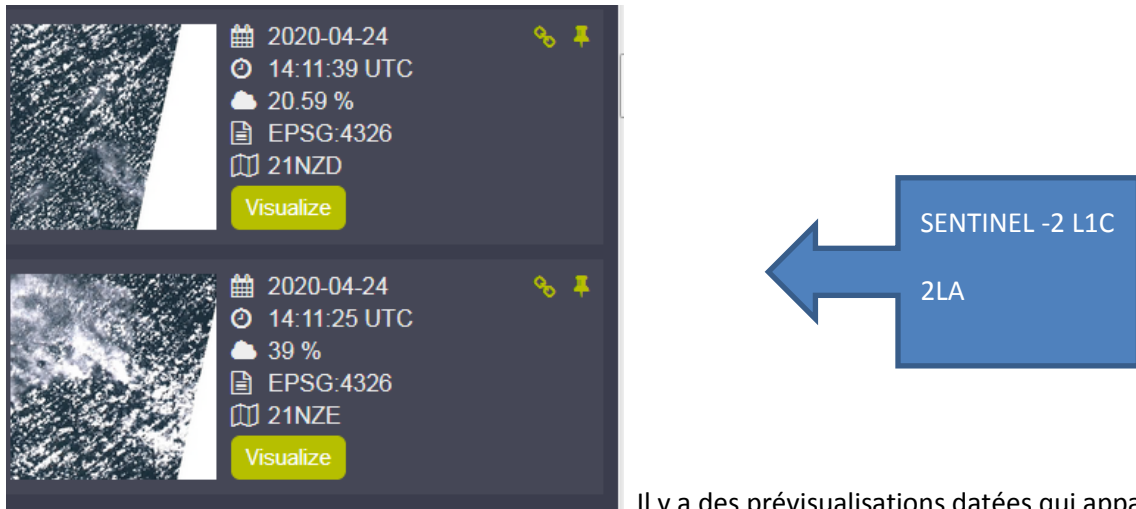 2020-04-24
14:11:39 UTC
20.59 %
EPSG:4326
21NZD
Visualize
2020-04-24
14:11:25 UTC
39 %
EPSG:4326
21NZE
Visualize
SENTINEL -2 L1C
2LA
Il y a des prévisualisations datées qui appa